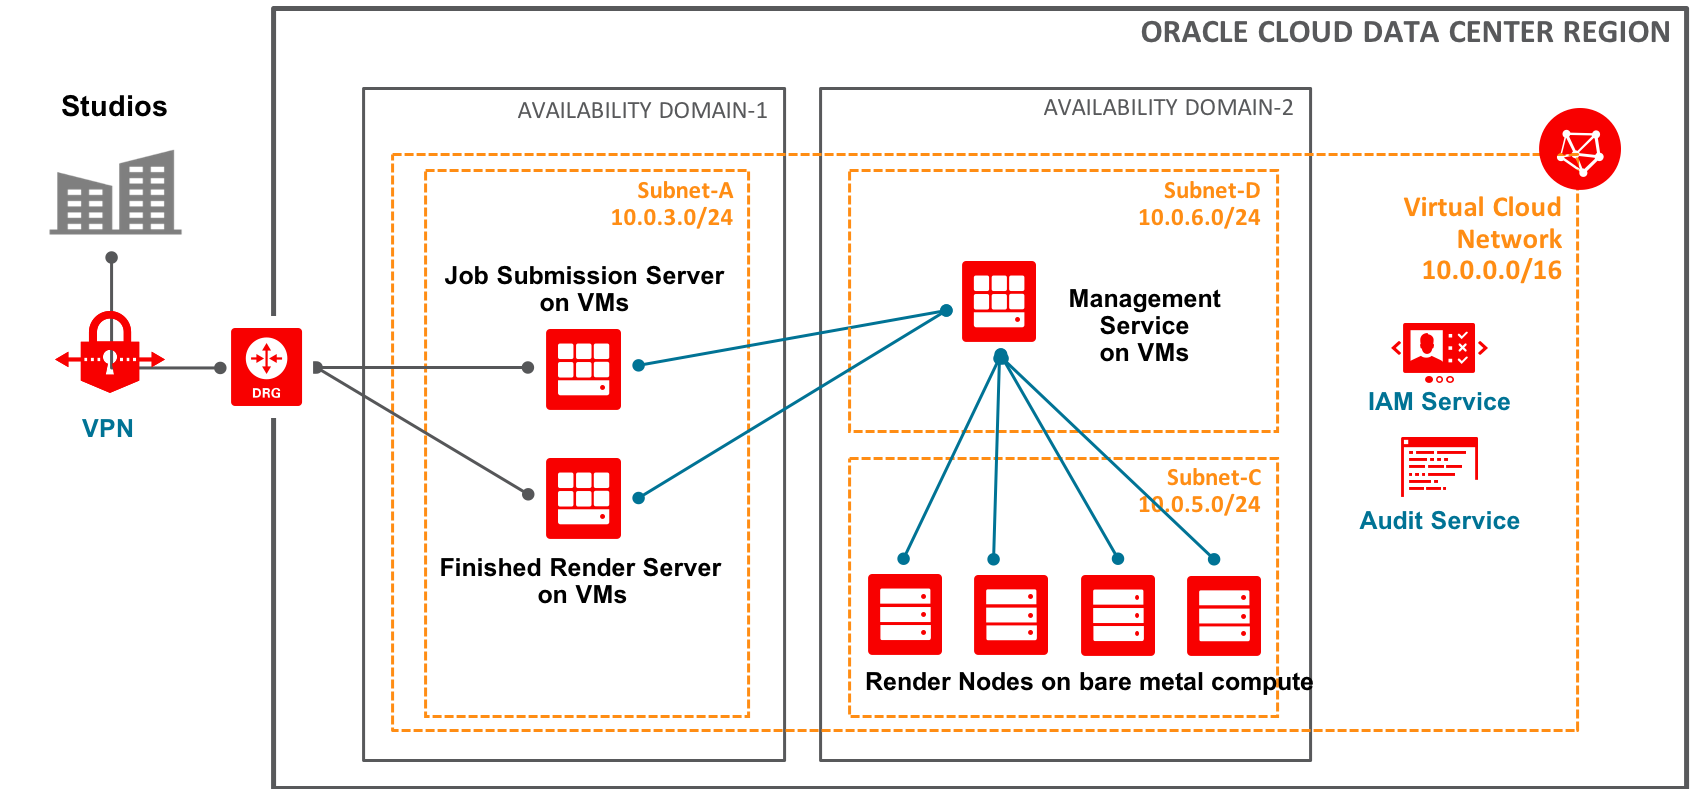 ORACLE CLOUD DATA CENTER REGION
Studios
AVAILABILITY DOMAIN-1
AVAILABILITY DOMAIN-2
Subnet-A
10.0.3.0/24
Subnet-D
10.0.6.0/24
Virtual Cloud
Network
10.0.0.0/16
Job Submission Server
on VMs
Management
Service
on VMs
DRG
VPN
IAM Service
Subnet-C
10.0.5.0/24
Audit Service
Finished Render Server
on VMs
Render Nodes on bare metal compute